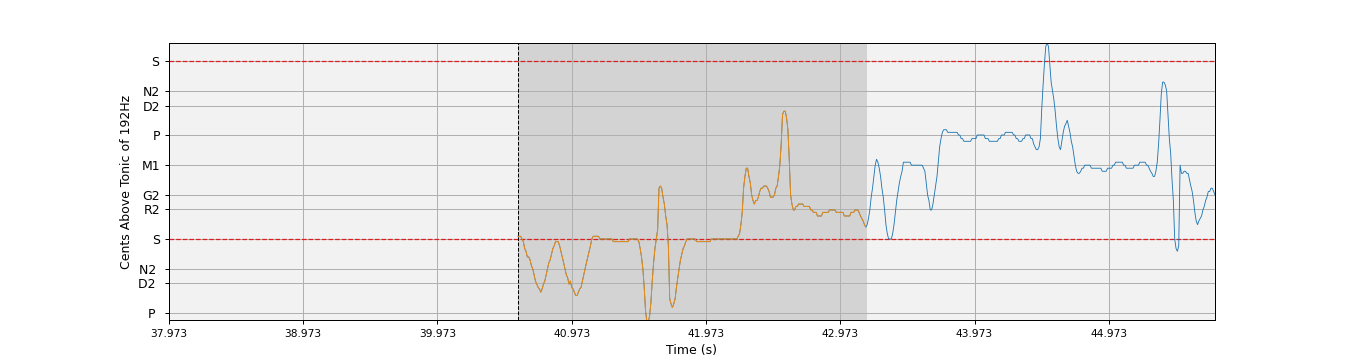 S
N2
D2
P
M1
G2
R2
S
N2
D2
P
Cents Above Tonic of 192Hz
37.973 38.973 39.973 40.973 41.973 42.973 43.973 44.973
Time (s)